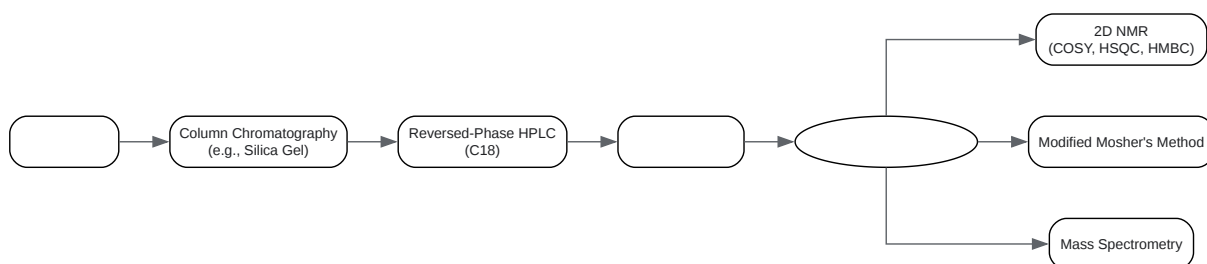 Column Chromatography
(e.g., Silica Gel)
Reversed-Phase HPLC
(C18)
2D NMR
(COSY, HSQC, HMBC)
Modified Mosher's Method
Mass Spectrometry